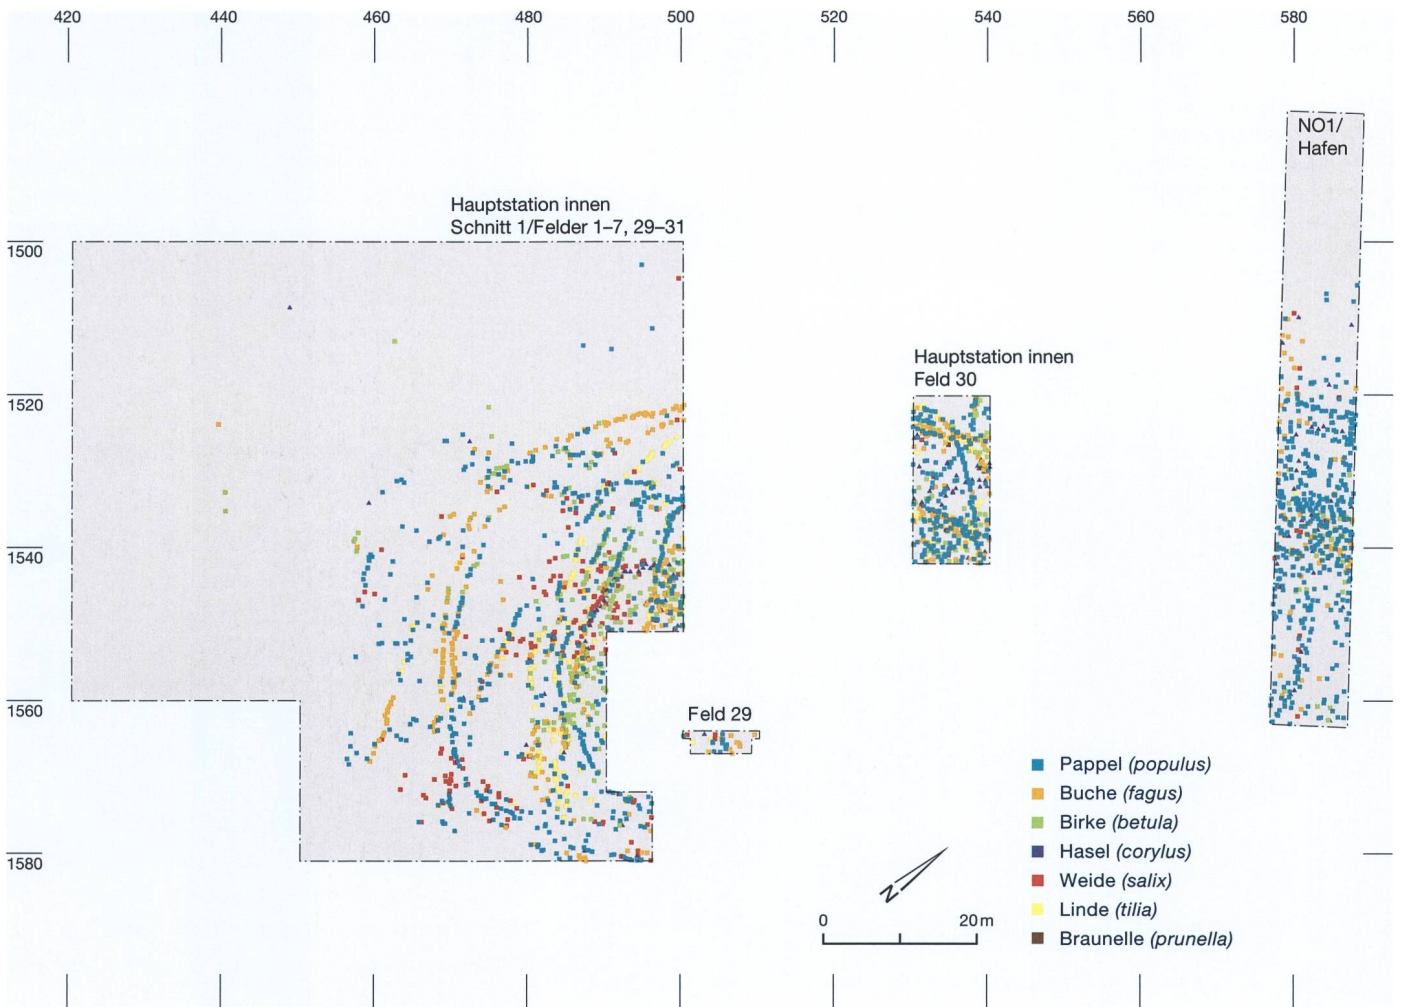 420 440 460 480 500 520 540 560 580
NO1/
Hafen
Hauptstation innen
Schnitt 1/Felder 1–7, 29–31
1500
Hauptstation innen
Feld 30
1520
1540
1560
Feld 29
Pappel (populus)
Buche (fagus)
Birke (betula)
Hasel (corylus)
1580
Weide (salix)
N
Linde (tilia)
0 20 m
Braunelle (prunella)